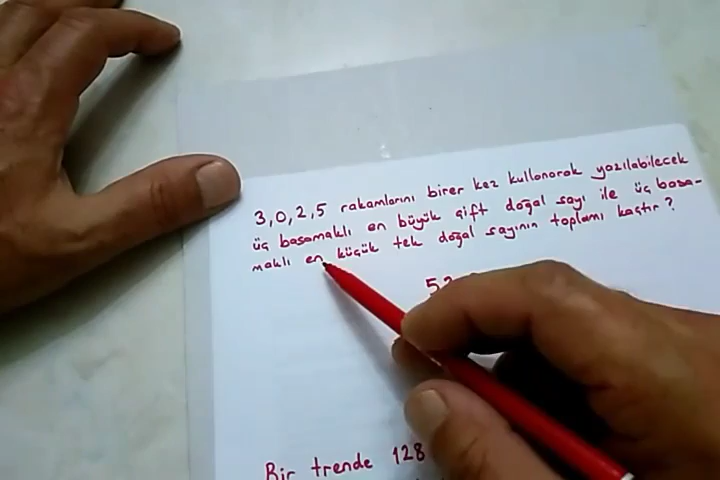 3,0,2,5 rakamlarını birer kez kullanarak yazılabilecek
üç basamaklı en büyük çift doğal sayı ile üç basa-
maklı en küçük tek doğal sayının toplamı kaçtır?
Bir trende 128